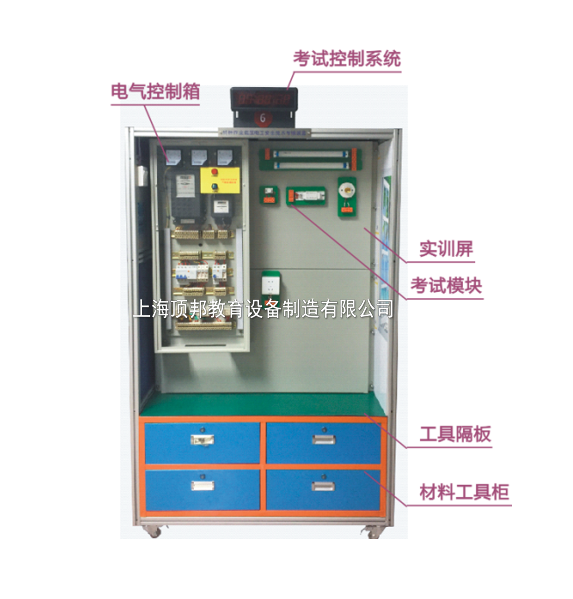 考试控制系统
电气控制箱
6
实训屏
考试模块
上海顶邦教育设备制造有限公司
工具隔板
材料工具柜